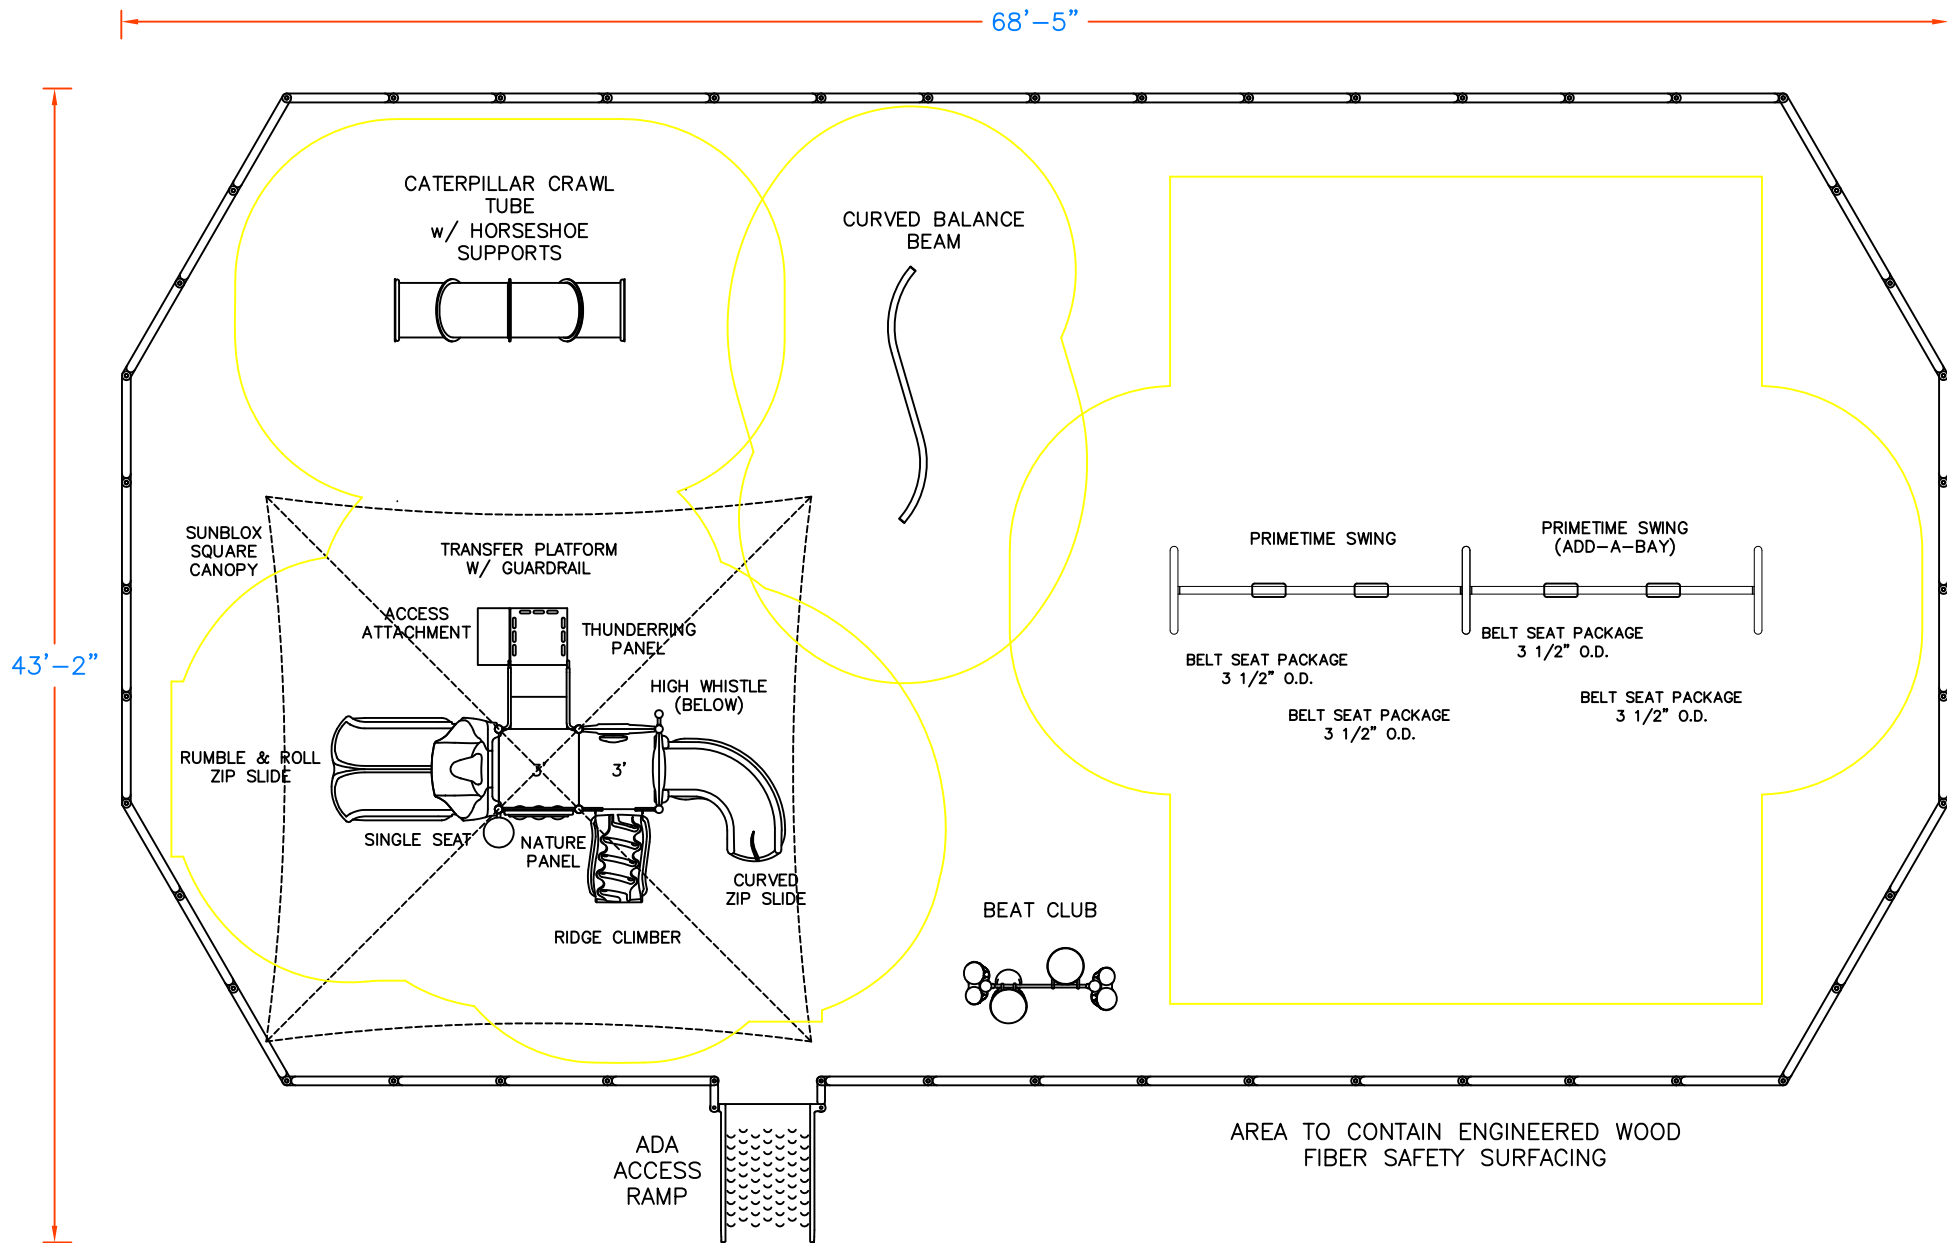 68'-5"
CATERPILLAR CRAWL
TUBE
w/ HORSESHOE
SUPPORTS
CURVED BALANCE
BEAM
SUNBLOX
SQUARE
CANOPY
TRANSFER PLATFORM
W/ GUARDRAIL
PRIMETIME SWING
PRIMETIME SWING
(ADD-A-BAY)
ACCESS
ATTACHMENT
THUNDERRING
PANEL
43'-2"
BELT SEAT PACKAGE
3 1/2" O.D.
BELT SEAT PACKAGE
3 1/2" O.D.
BELT SEAT PACKAGE
3 1/2" O.D.
BELT SEAT PACKAGE
3 1/2" O.D.
HIGH WHISTLE
(BELOW)
RUMBLE & ROLL
ZIP SLIDE
3'
3'
SINGLE SEAT
NATURE
PANEL
CURVED
ZIP SLIDE
RIDGE CLIMBER
BEAT CLUB
ADA
ACCESS
RAMP
AREA TO CONTAIN ENGINEERED WOOD
FIBER SAFETY SURFACING